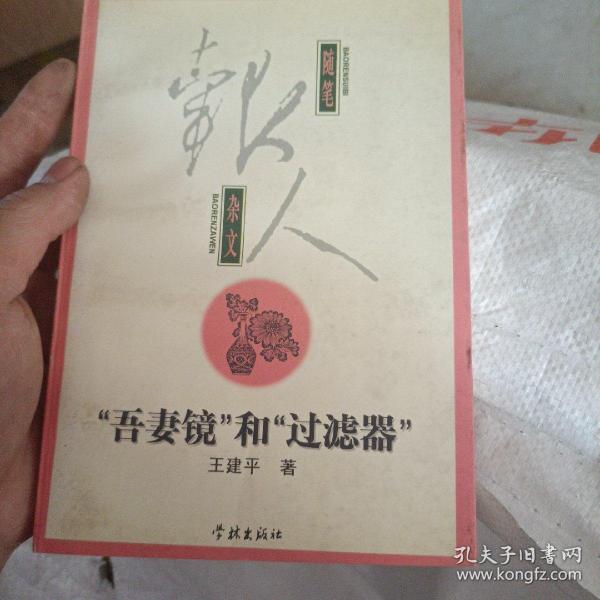 報人
随笔
BAORENSUIBI
杂文
BAORENZAWEN
“吾妻镜”和“过滤器”
王建平 著
学林出版社
孔夫子旧书网
www.kongfz.com